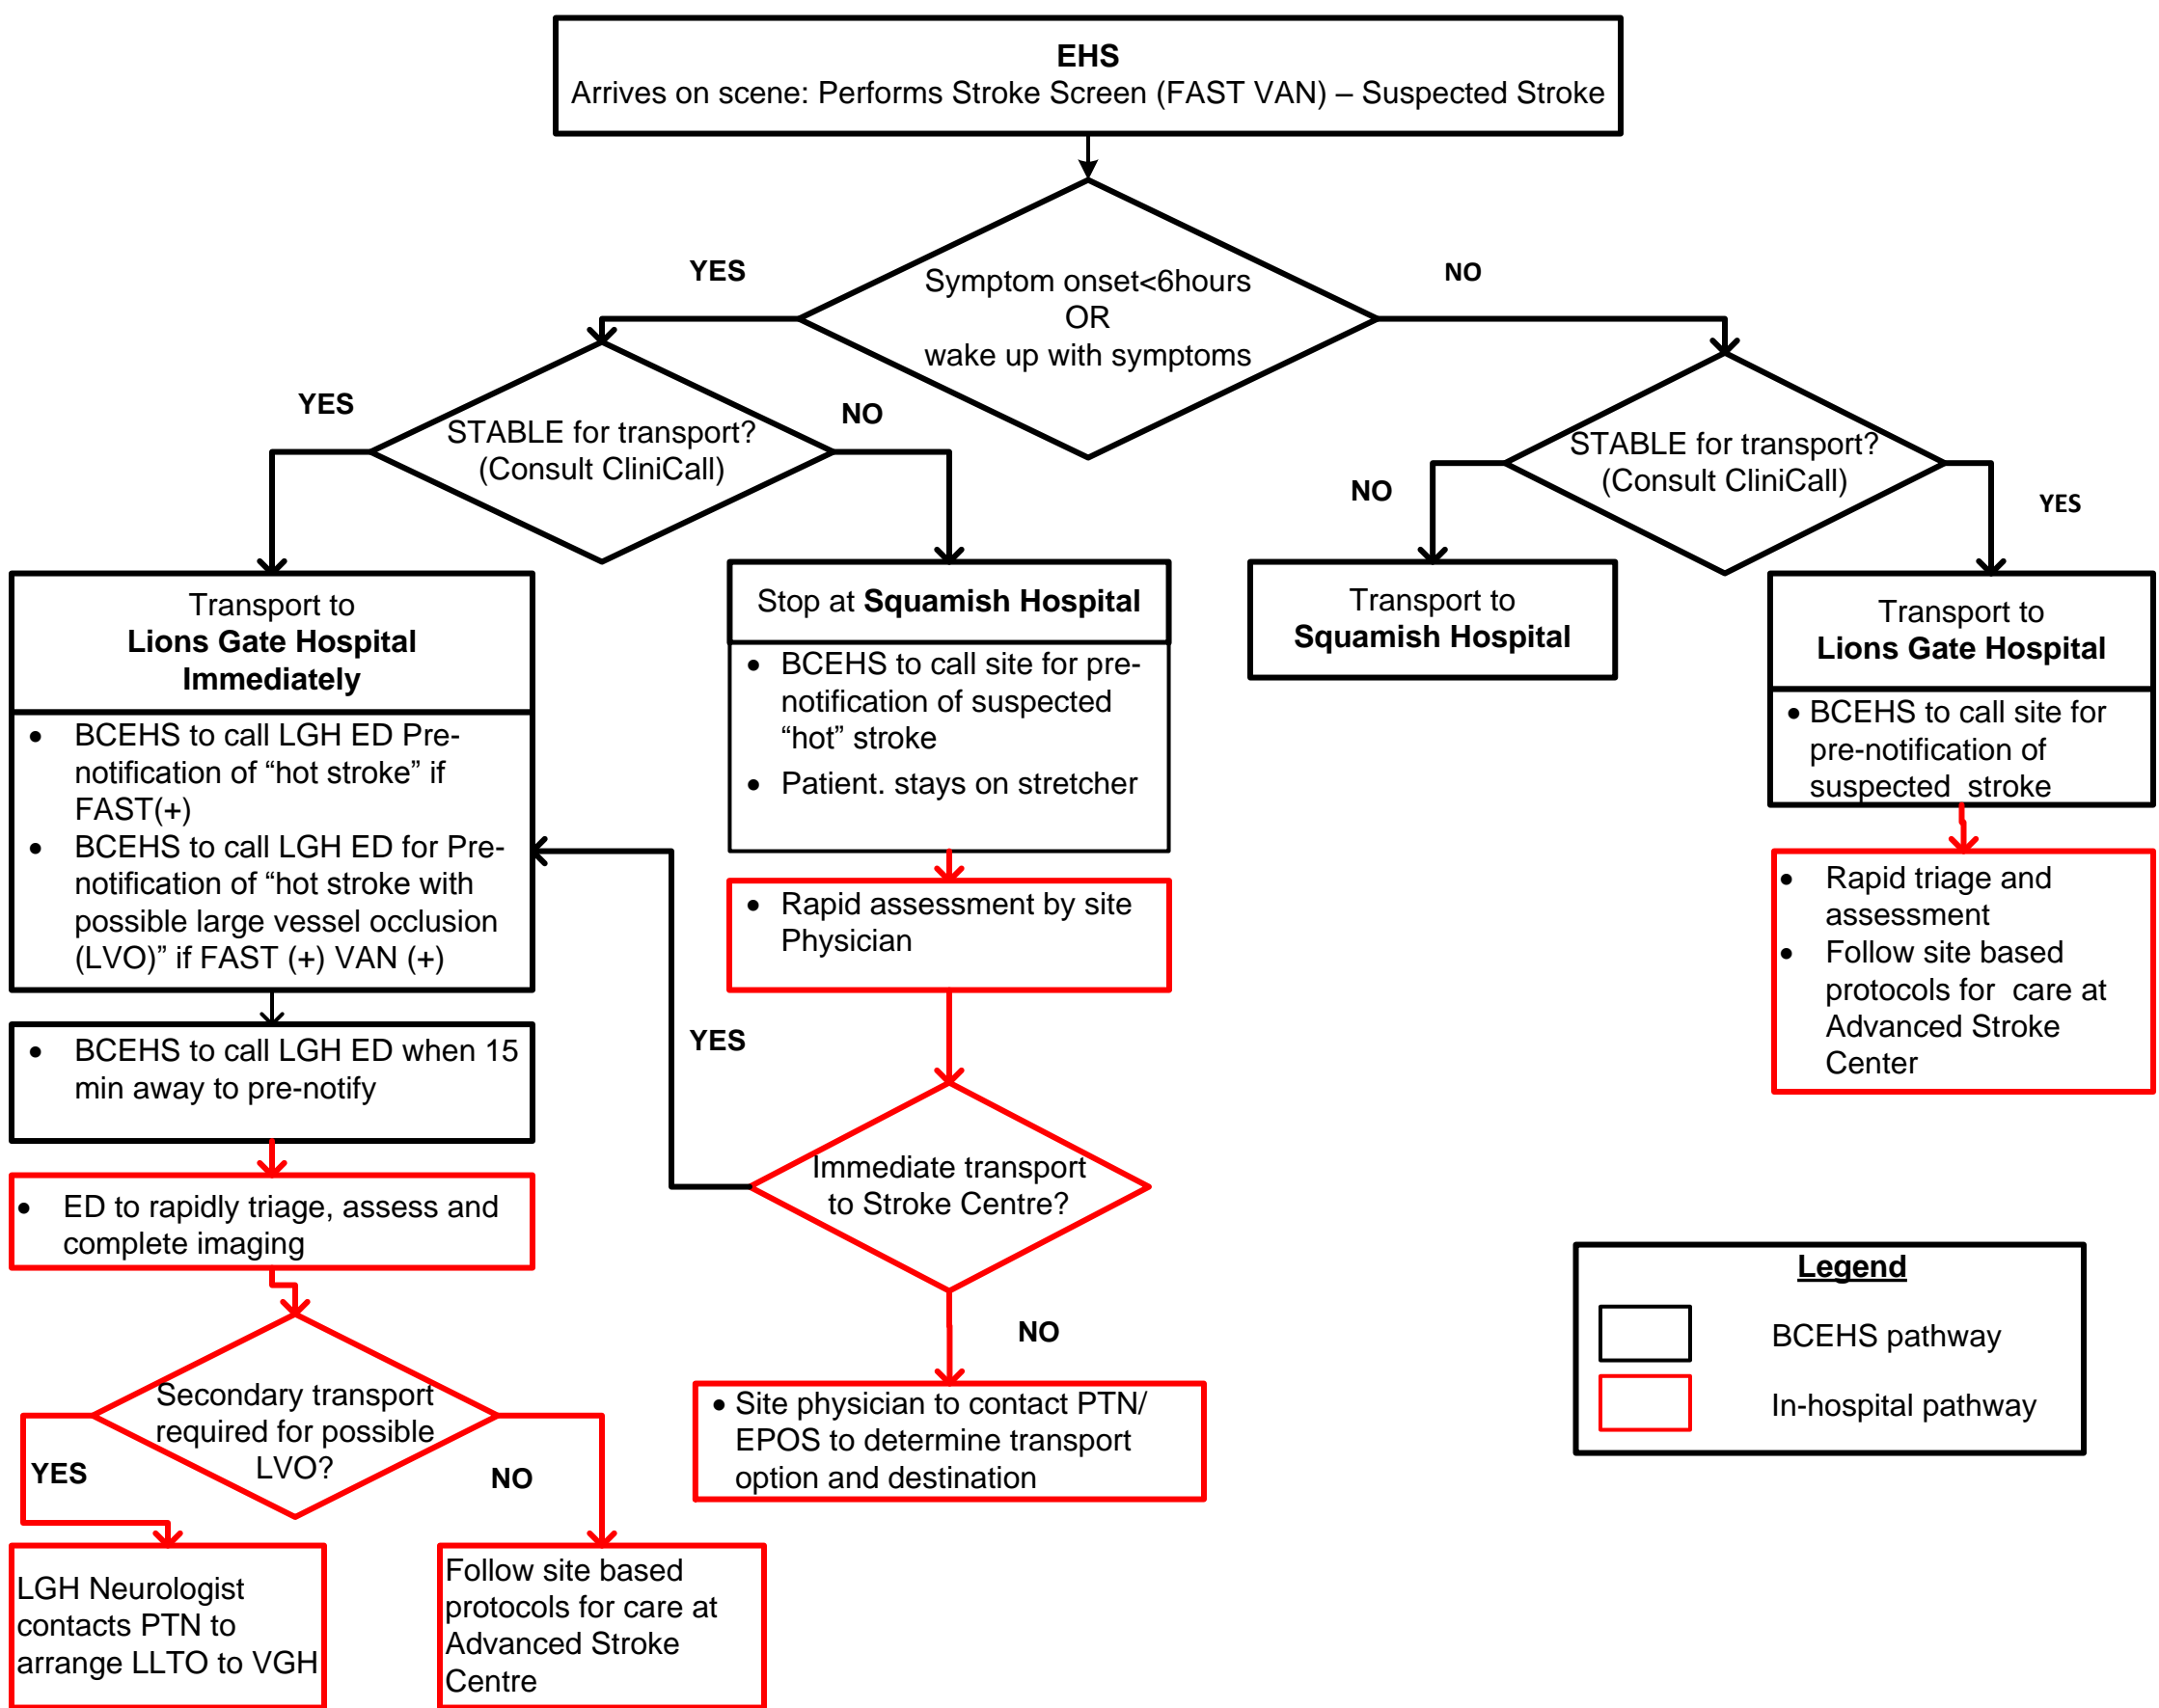 EHS
Arrives on scene: Performs Stroke Screen (FAST VAN) – Suspected Stroke
YES
Symptom onset<6hours
OR
wake up with symptoms
NO
YES
STABLE for transport?
(Consult CliniCall)
NO
NO
STABLE for transport?
(Consult CliniCall)
YES
Transport to
Lions Gate Hospital
Immediately
• BCEHS to call LGH ED Pre-
notification of “hot stroke” if
FAST(+)
• BCEHS to call LGH ED for Pre-
notification of “hot stroke with
possible large vessel occlusion
(LVO)” if FAST (+) VAN (+)
• BCEHS to call LGH ED when 15
min away to pre-notify
• ED to rapidly triage, assess and
complete imaging
Secondary transport
required for possible
LVO?
YES
NO
LGH Neurologist
contacts PTN to
arrange LLTO to VGH
Follow site based
protocols for care at
Advanced Stroke
Centre
Stop at Squamish Hospital
• BCEHS to call site for pre-
notification of suspected
“hot” stroke
• Patient. stays on stretcher
• Rapid assessment by site
Physician
YES
Immediate transport
to Stroke Centre?
NO
• Site physician to contact PTN/
EPOS to determine transport
option and destination
Transport to
Squamish Hospital
Transport to
Lions Gate Hospital
• BCEHS to call site for
pre-notification of
suspected  stroke
• Rapid triage and
assessment
• Follow site based
protocols for  care at
Advanced Stroke
Center
Legend
BCEHS pathway
In-hospital pathway